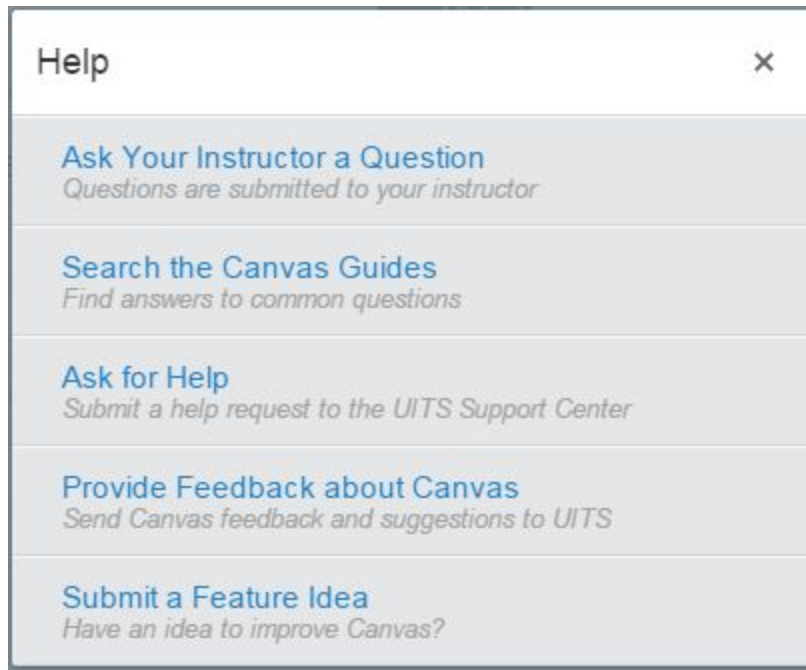 Help
Ask Your Instructor a Question
Questions are submitted to your instructor
Search the Canvas Guides
Find answers to common questions
Ask for Help
Submit a help request to the UITS Support Center
Provide Feedback about Canvas
Send Canvas feedback and suggestions to UITS
Submit a Feature Idea
Have an idea to improve Canvas?